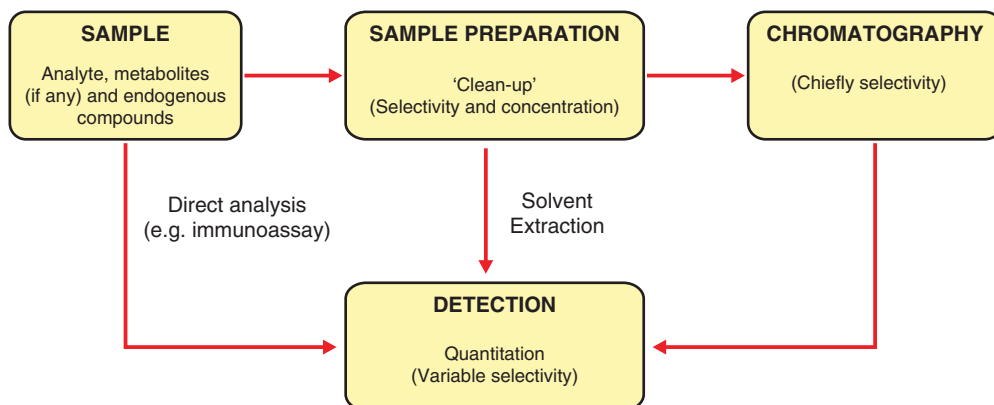 SAMPLE
Analyte, metabolites
(if any) and endogenous
compounds
SAMPLE PREPARATION
‘Clean-up’
(Selectivity and concentration)
CHROMATOGRAPHY
(Chiefly selectivity)
Direct analysis
(e.g. immunoassay)
Solvent
Extraction
DETECTION
Quantitation
(Variable selectivity)